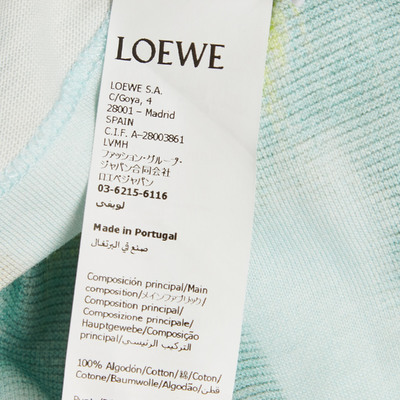 LOEWE
LOEWE S.A.
C/Goya, 4
28001 – Madrid
SPAIN
C.I.F. A–28003861
LVMH
ファッション・グループ・
ジャパン合同会社
ロエベジャパン
03-6215-6116
لويفي
Made in Portugal
صنع في البرتغال
Composición principal/Main
composition/メインファブリック/
Composition principal/
Composizione principale/
Hauptgewebe/Composição
principal/التركيب الرئيسي
100% Algodón/Cotton/綿/Coton/
Cotone/Baumwolle/Algodão/قطن